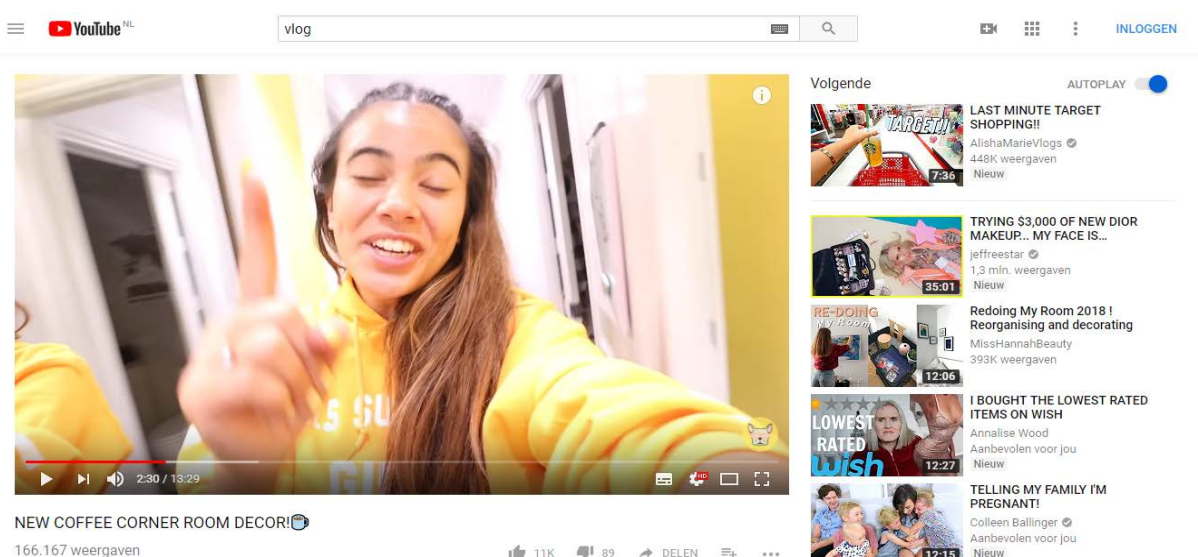 YouTube NL
vlog
INLOGGEN
Volgende
AUTOPLAY
TARGET!!
7:36
LAST MINUTE TARGET
SHOPPING!!
AlishaMarieVlogs
448K weergaven
Nieuw
35:01
TRYING $3,000 OF NEW DIOR
MAKEUP... MY FACE IS...
jeffreestar
1,3 mln. weergaven
Nieuw
RE-DOING
My Room
12:06
Redoing My Room 2018 !
Reorganising and decorating
MissHannahBeauty
393K weergaven
LOWEST
RATED
wish
12:27
I BOUGHT THE LOWEST RATED
ITEMS ON WISH
Annalise Wood
Aanbevolen voor jou
Nieuw
12:15
TELLING MY FAMILY I'M
PREGNANT!
Colleen Ballinger
Aanbevolen voor jou
Nieuw
2:30 / 13:29
HD
NEW COFFEE CORNER ROOM DECOR!
166.167 weergaven
11K
89
DELEN